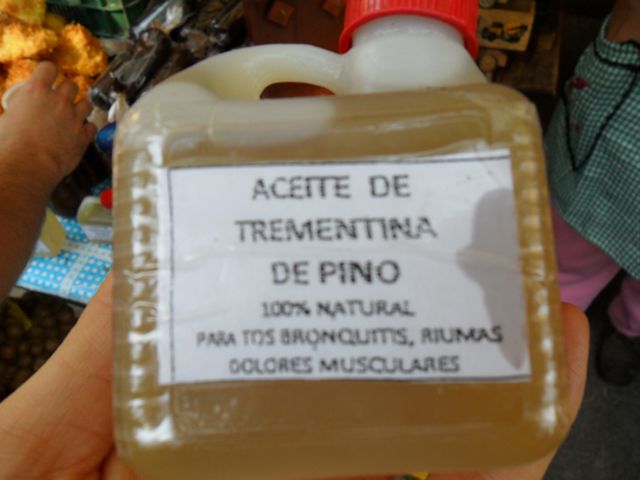 ACEITE DE
TREMENTINA
DE PINO
100% NATURAL
PARA TOS BRONQUITIS, RIUMAS
DOLORES MUSCULARES